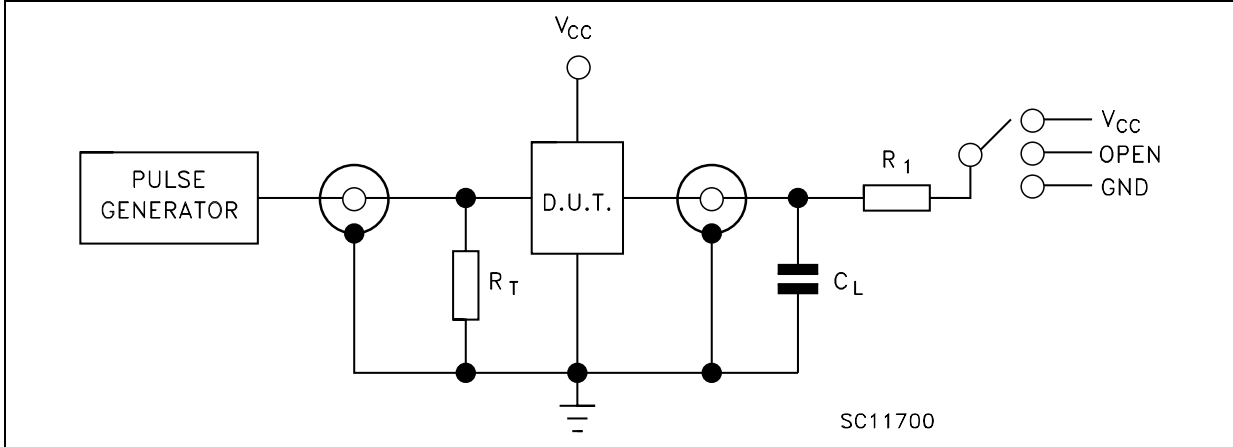 VCC
PULSE
GENERATOR
D.U.T.
RT
CL
R1
VCC
OPEN
GND
SC11700